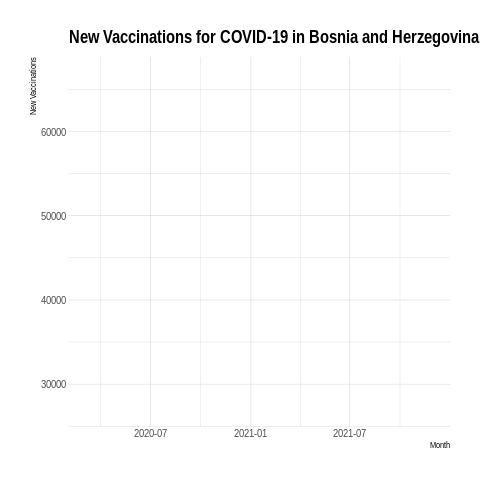 New Vaccinations for COVID-19 in Bosnia and Herzegovina
New Vaccinations
60000
50000
40000
30000
2020-07 2021-01 2021-07
Month